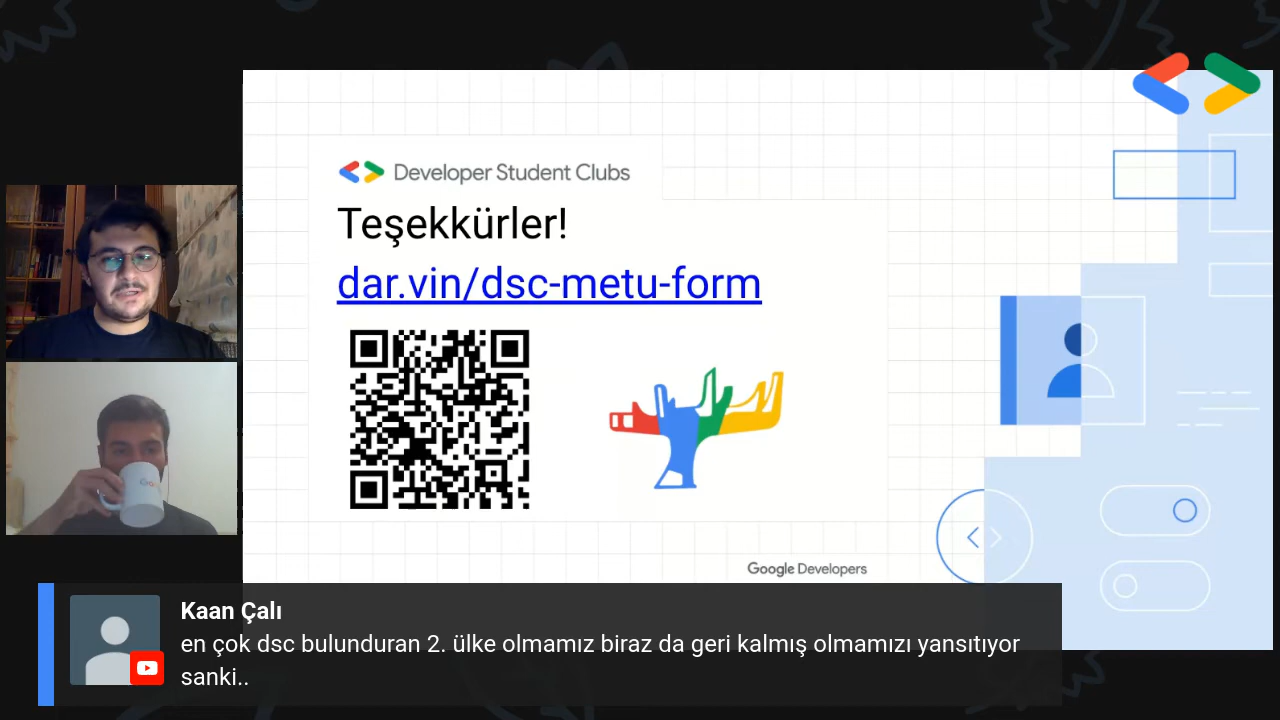 Developer Student Clubs
Teşekkürler!
dar.vin/dsc-metu-form
Google Developers
Kaan Çalı
en çok dsc bulunduran 2. ülke olmamız biraz da geri kalmış olmamızı yansıtıyor
sanki..